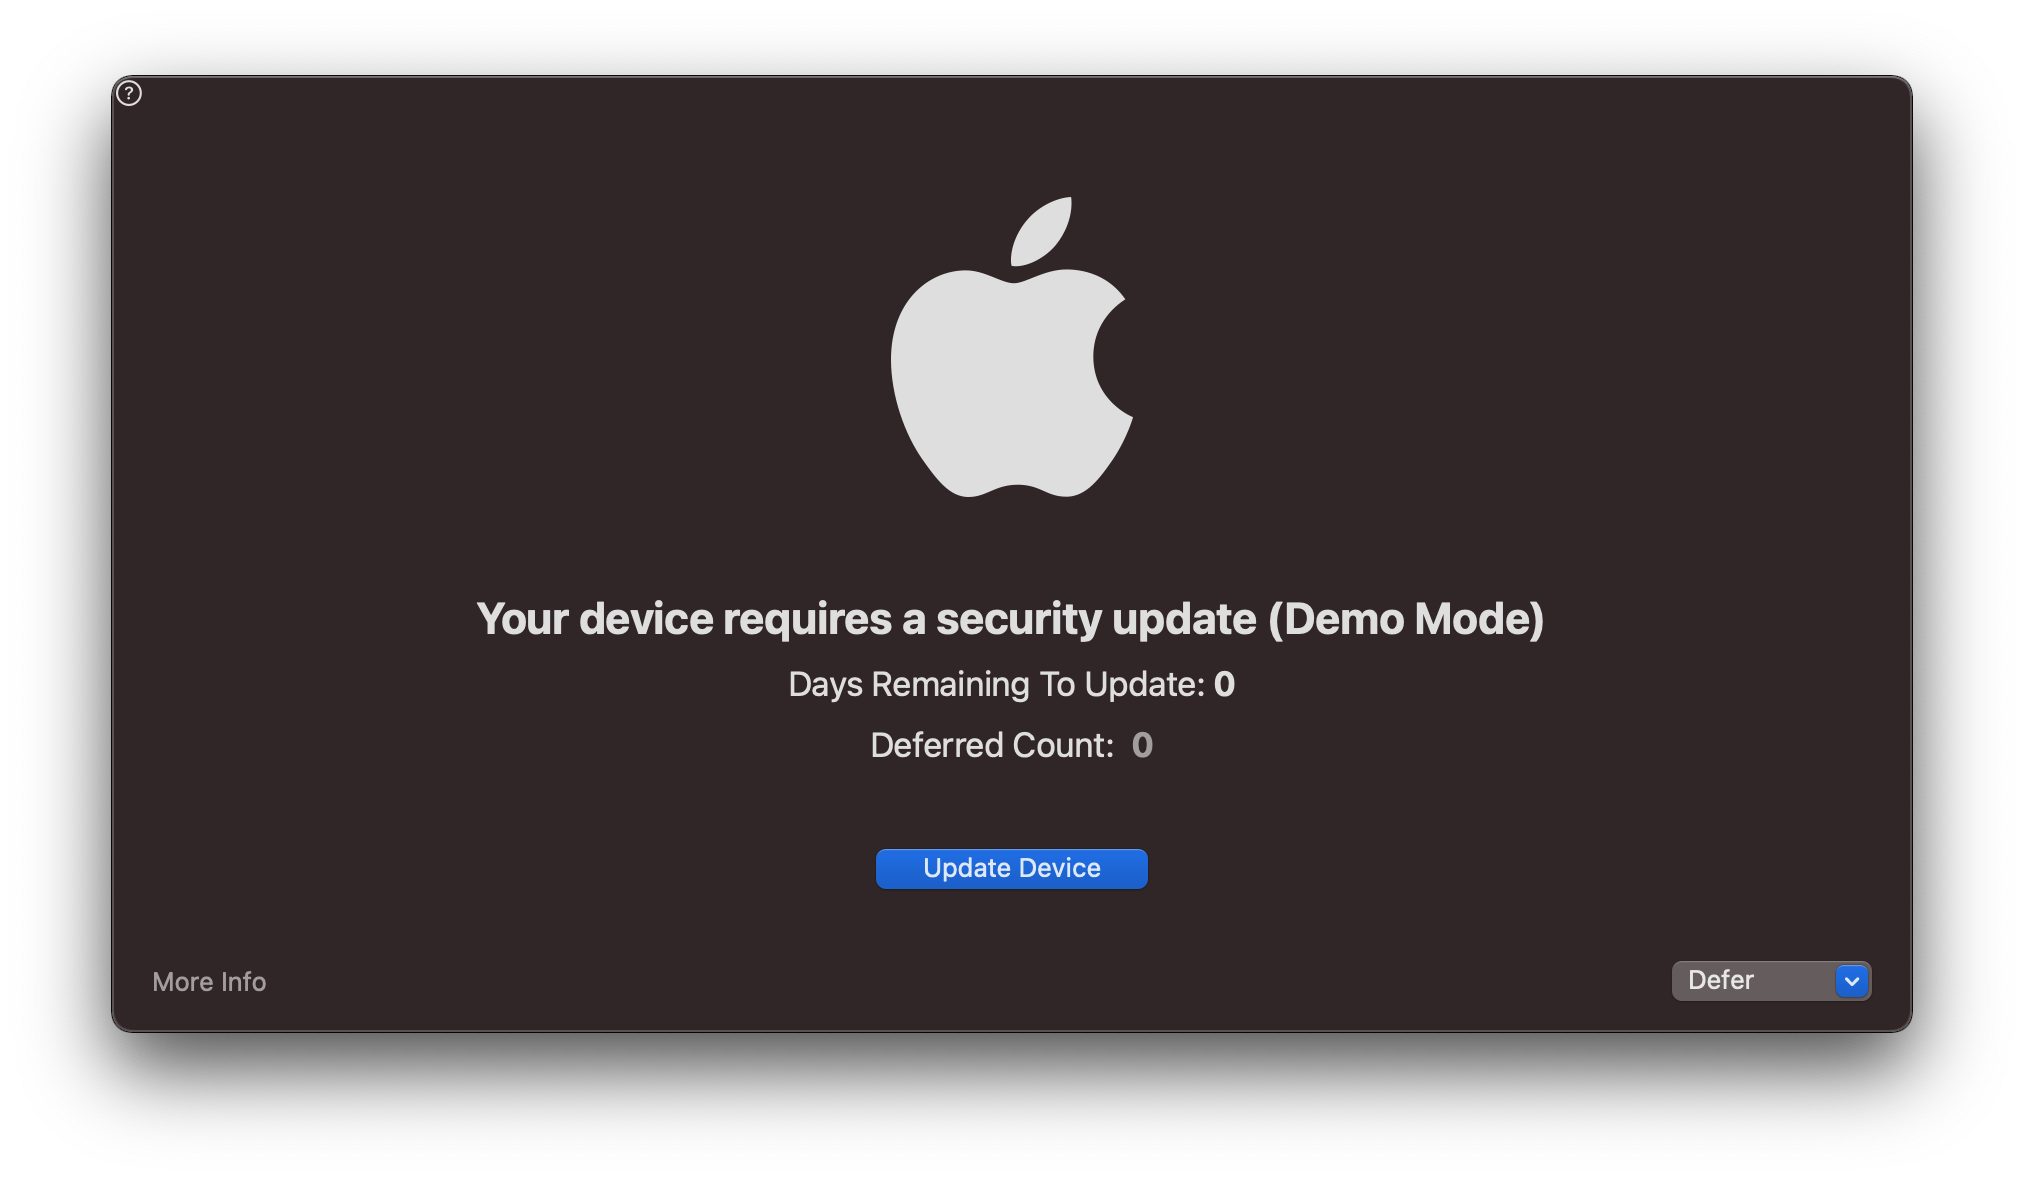 ?
Your device requires a security update (Demo Mode)
Days Remaining To Update: 0
Deferred Count: 0
Update Device
More Info
Defer